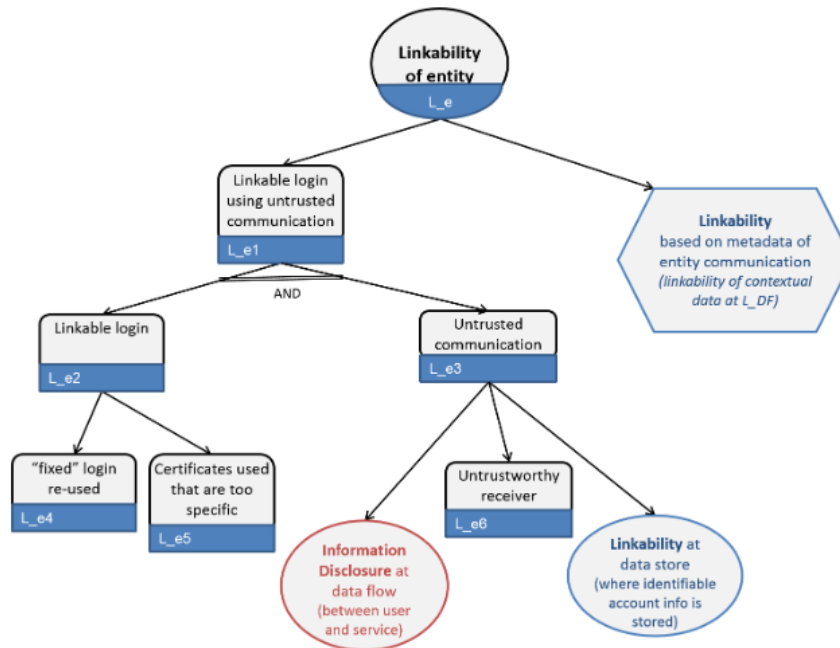 Linkability
of entity
L_e
Linkable login
using untrusted
communication
L_e1
Linkability
based on metadata of
entity communication
(linkability of contextual
data at L_DF)
AND
Linkable login
L_e2
Untrusted
communication
L_e3
"fixed" login
re-used
L_e4
Certificates used
that are too
specific
L_e5
Untrustworthy
receiver
L_e6
Information
Disclosure at
data flow
(between user
and service)
Linkability at
data store
(where identifiable
account info is
stored)